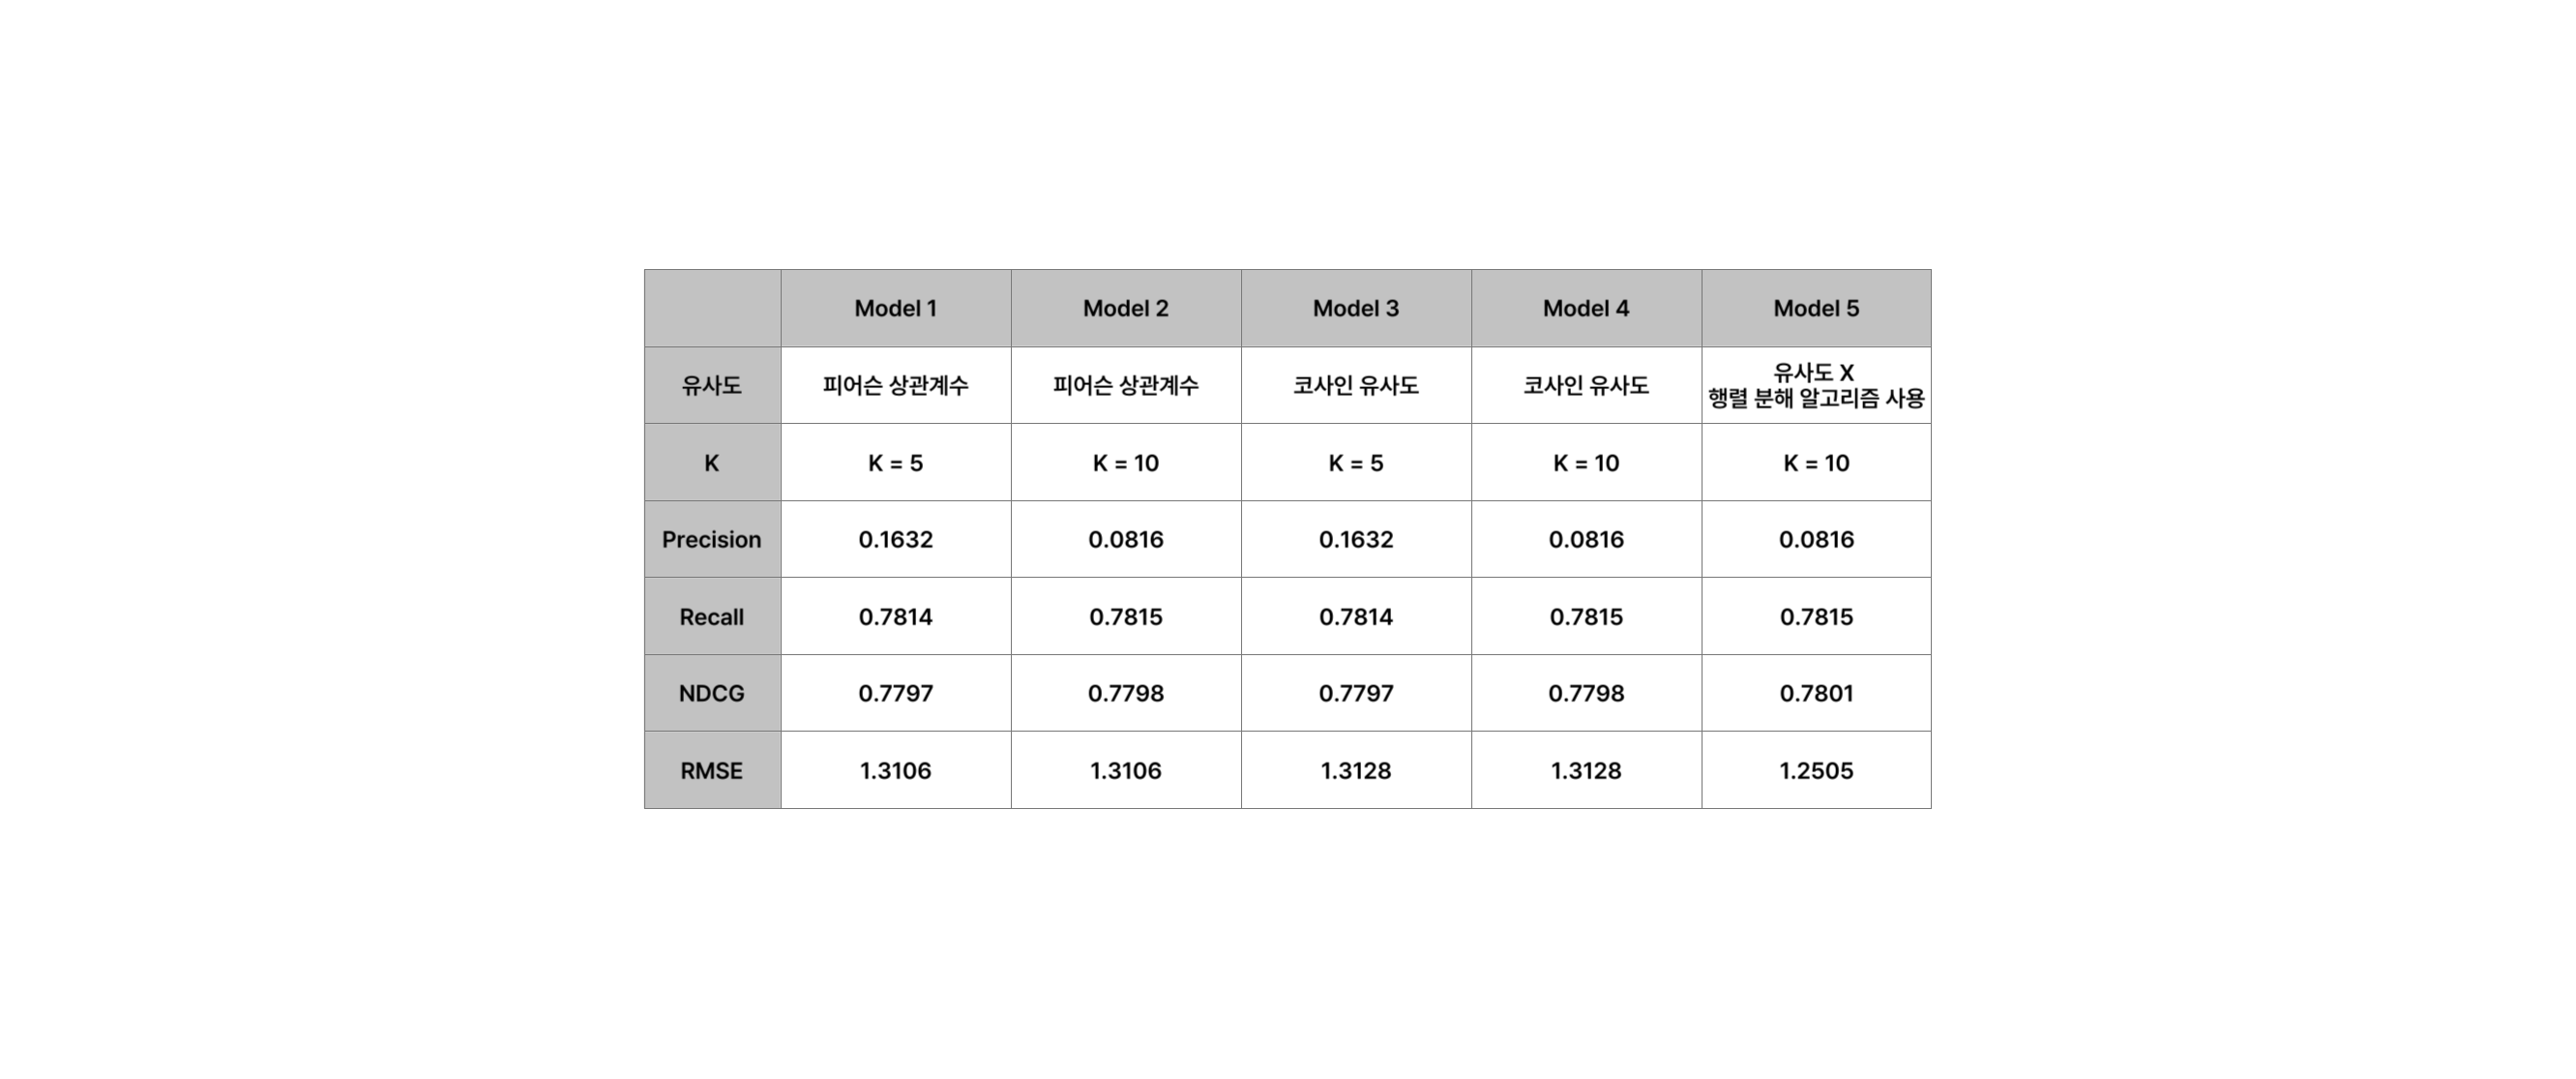 Model 1 Model 2 Model 3 Model 4 Model 5
유사도 피어슨 상관계수 피어슨 상관계수 코사인 유사도 코사인 유사도 유사도 X
행렬 분해 알고리즘 사용
K K = 5 K = 10 K = 5 K = 10 K = 10
Precision 0.1632 0.0816 0.1632 0.0816 0.0816
Recall 0.7814 0.7815 0.7814 0.7815 0.7815
NDCG 0.7797 0.7798 0.7797 0.7798 0.7801
RMSE 1.3106 1.3106 1.3128 1.3128 1.2505